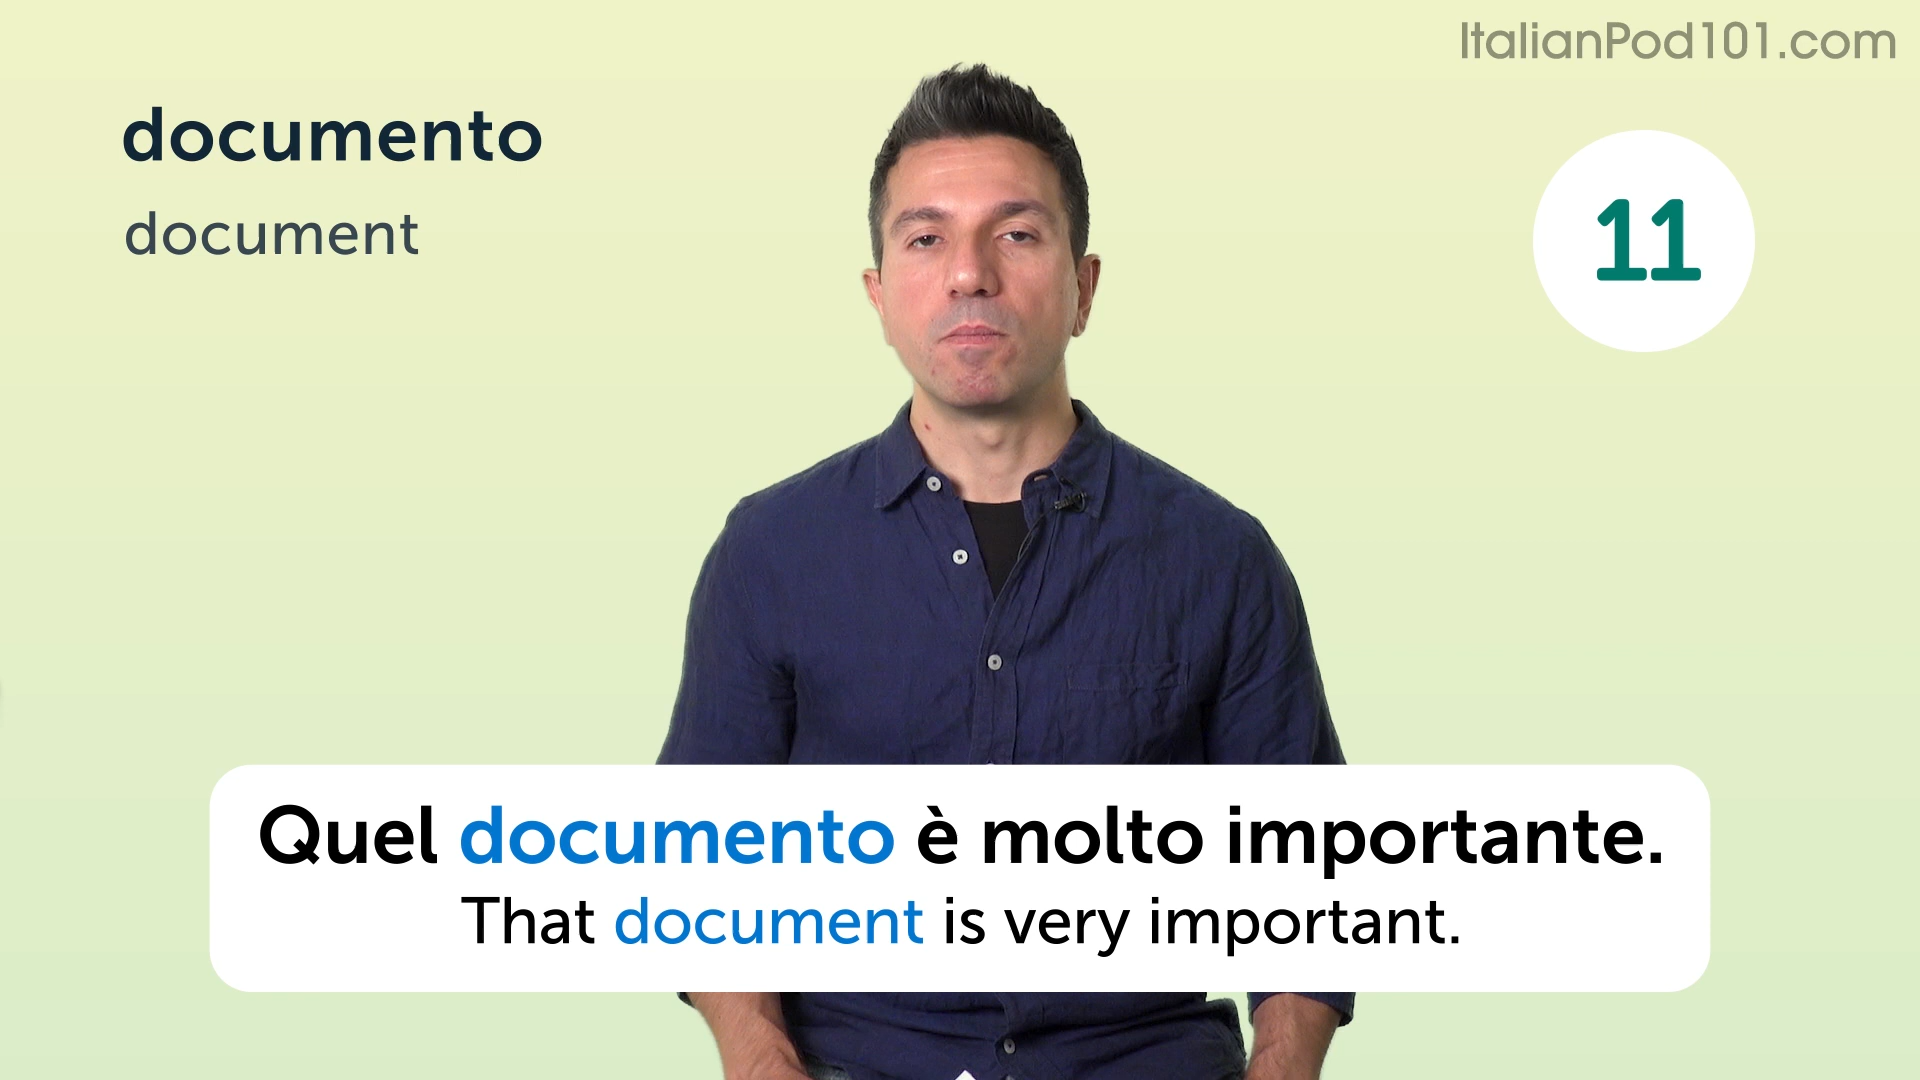 ItalianPod101.com
documento
document
11
Quel documento è molto importante.
That document is very important.